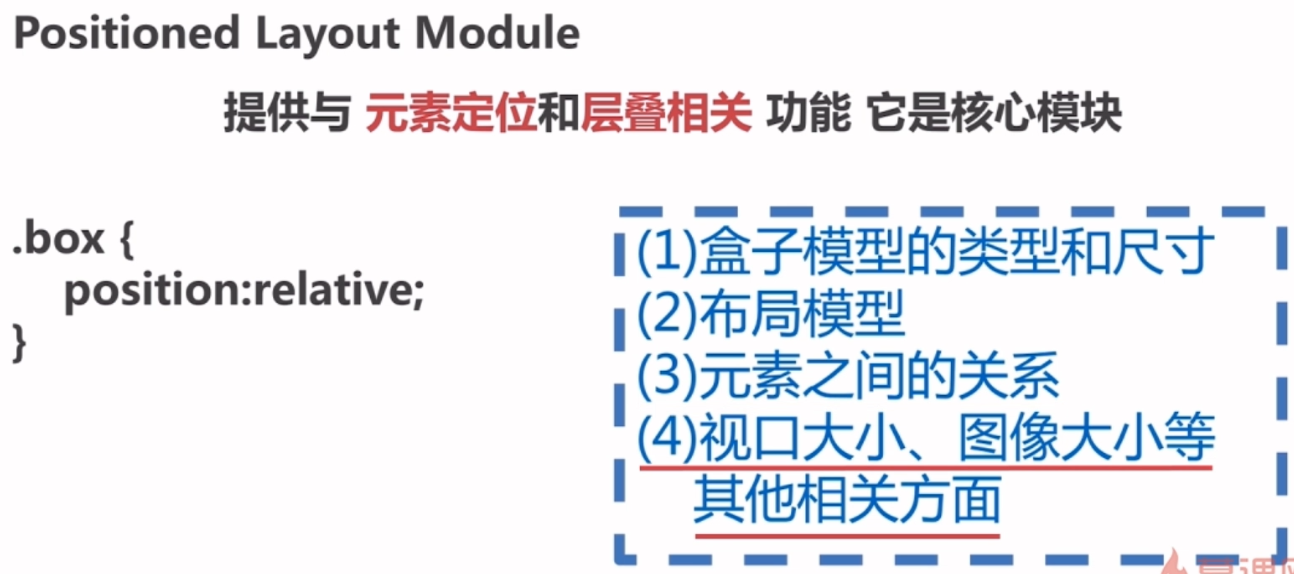 Positioned Layout Module
提供与 元素定位和层叠相关 功能 它是核心模块
.box {
position:relative;
}
(1)盒子模型的类型和尺寸
(2)布局模型
(3)元素之间的关系
(4)视口大小、图像大小等
其他相关方面